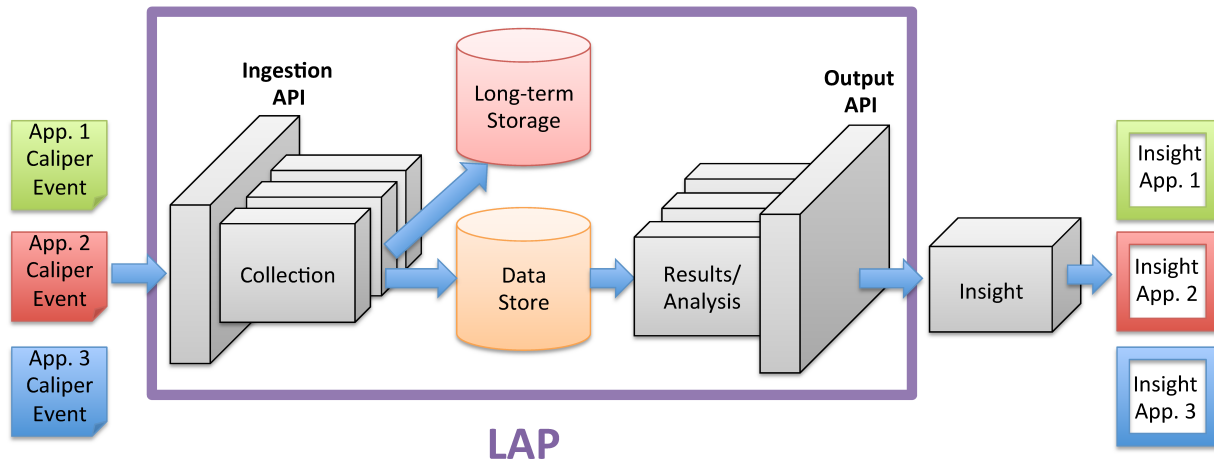 App. 1
Caliper
Event
App. 2
Caliper
Event
App. 3
Caliper
Event
Ingestion
API
Collection
Long-term
Storage
Data
Store
Results/
Analysis
Output
API
LAP
Insight
Insight
App. 1
Insight
App. 2
Insight
App. 3